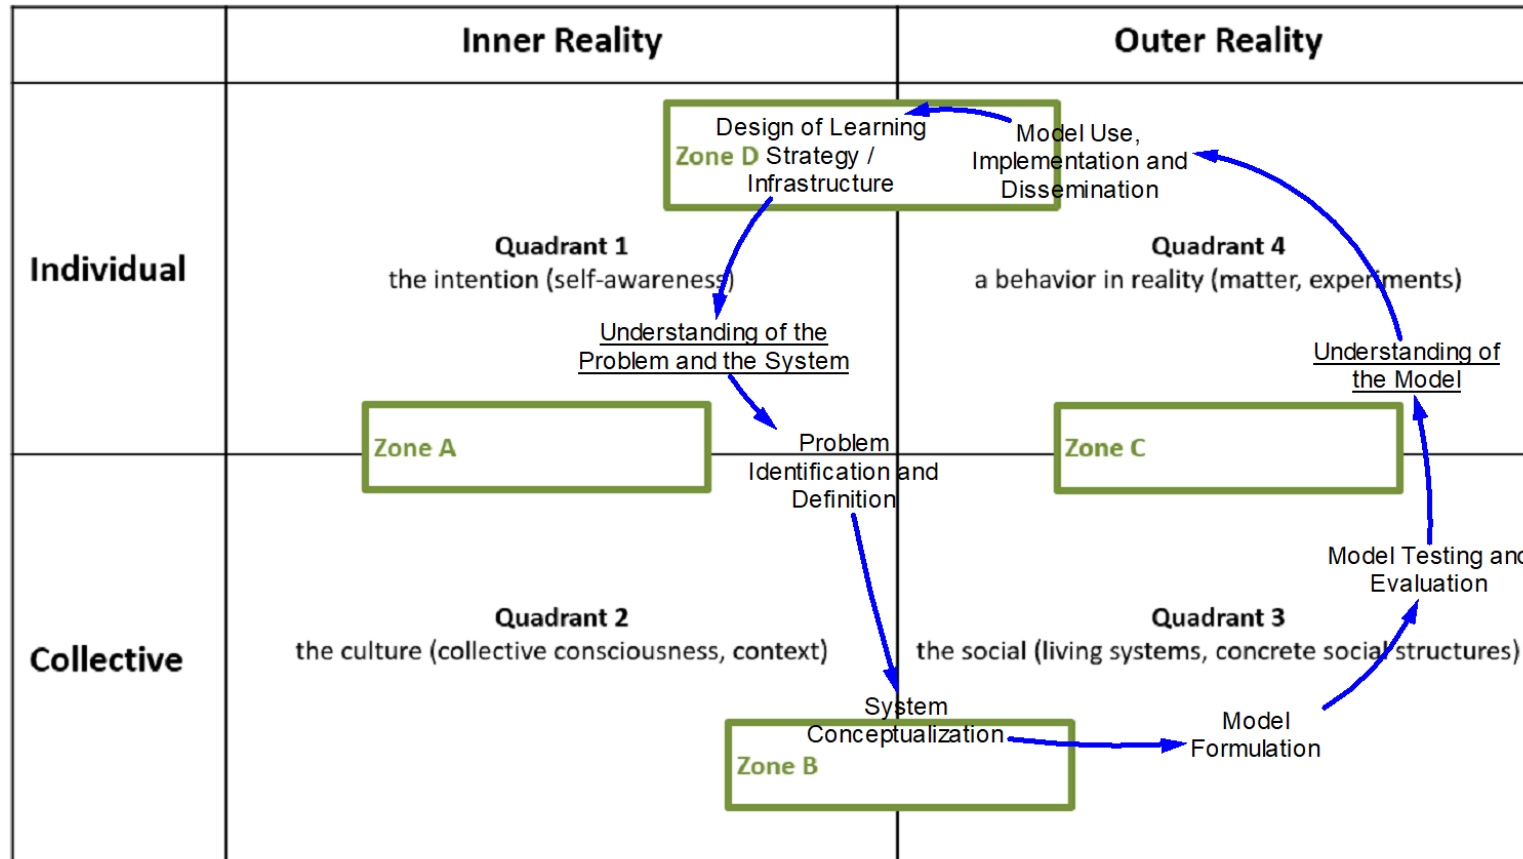 Inner Reality
Outer Reality
Individual
Zone D
Design of Learning
Strategy /
Infrastructure
Model Use,
Implementation and
Dissemination
Quadrant 1
the intention (self-awareness)
Quadrant 4
a behavior in reality (matter, experiments)
Understanding of the
Problem and the System
Understanding of
the Model
Zone A
Problem
Identification and
Definition
Zone C
Collective
Quadrant 2
the culture (collective consciousness, context)
Model Testing and
Evaluation
Quadrant 3
the social (living systems, concrete social structures)
System
Conceptualization
Zone B
Model
Formulation